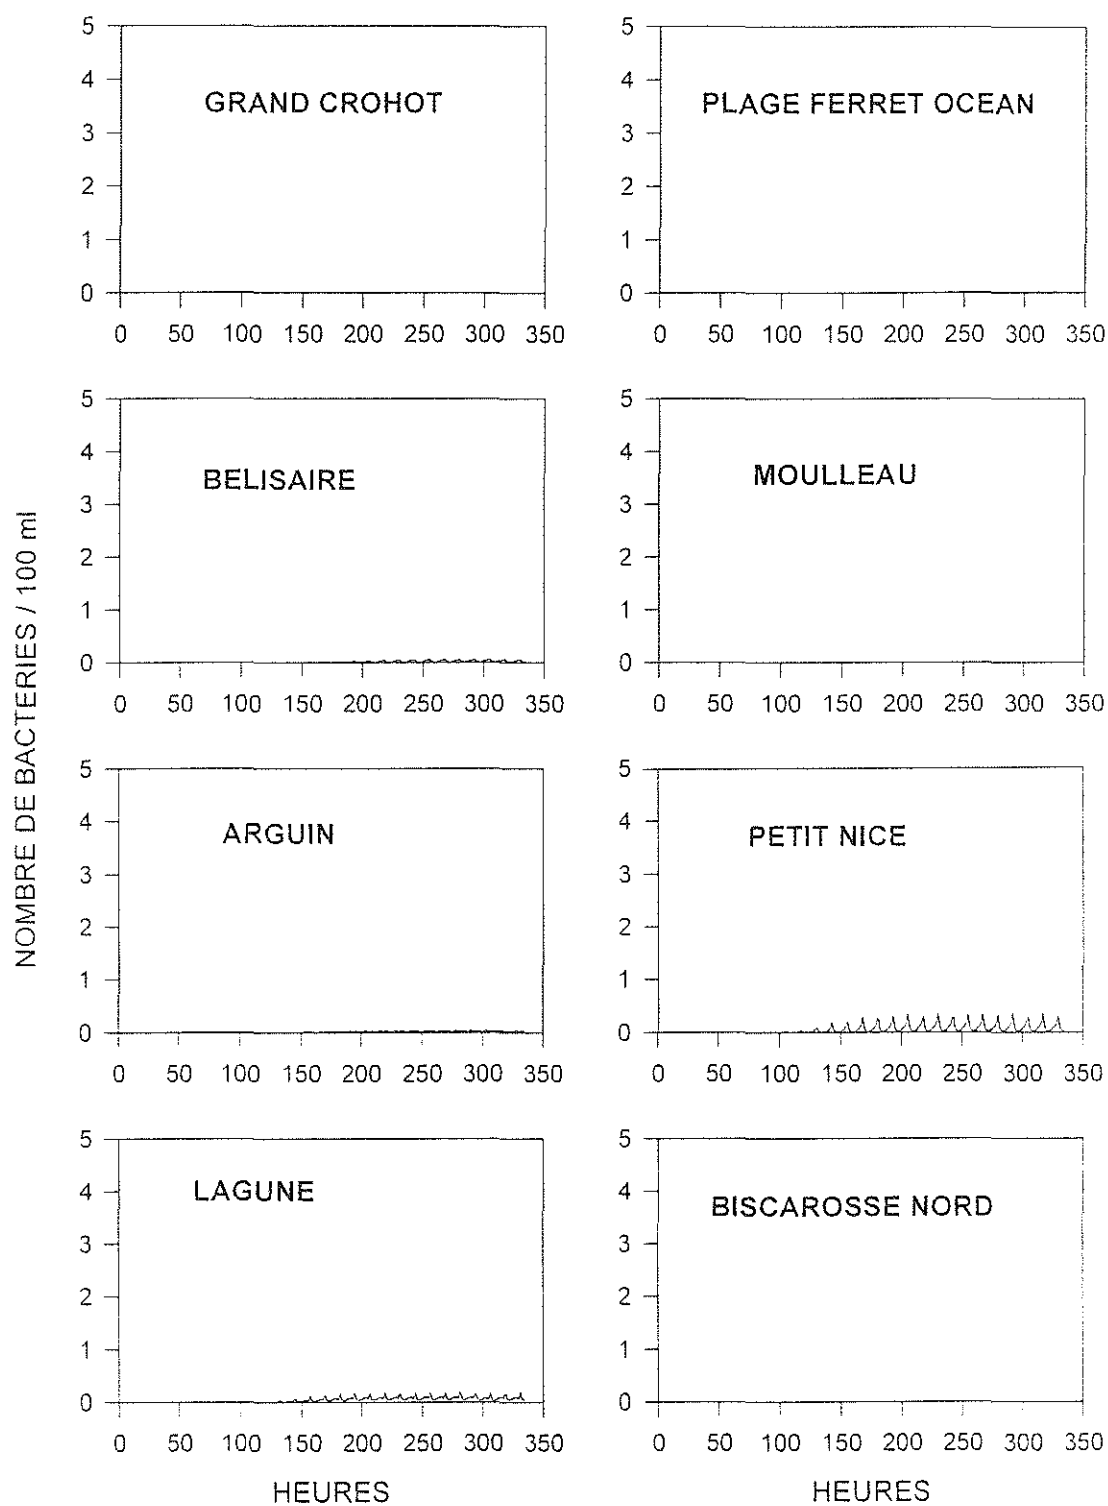 NOMBRE DE BACTERIES / 100 ml
GRAND CROHOT
5
4
3
2
1
0
0 50 100 150 200 250 300 350
PLAGE FERRET OCEAN
5
4
3
2
1
0
0 50 100 150 200 250 300 350
BELISAIRE
5
4
3
2
1
0
0 50 100 150 200 250 300 350
MOULLEAU
5
4
3
2
1
0
0 50 100 150 200 250 300 350
ARGUIN
5
4
3
2
1
0
0 50 100 150 200 250 300 350
PETIT NICE
5
4
3
2
1
0
0 50 100 150 200 250 300 350
LAGUNE
5
4
3
2
1
0
0 50 100 150 200 250 300 350
HEURES
BISCAROSSE NORD
5
4
3
2
1
0
0 50 100 150 200 250 300 350
HEURES